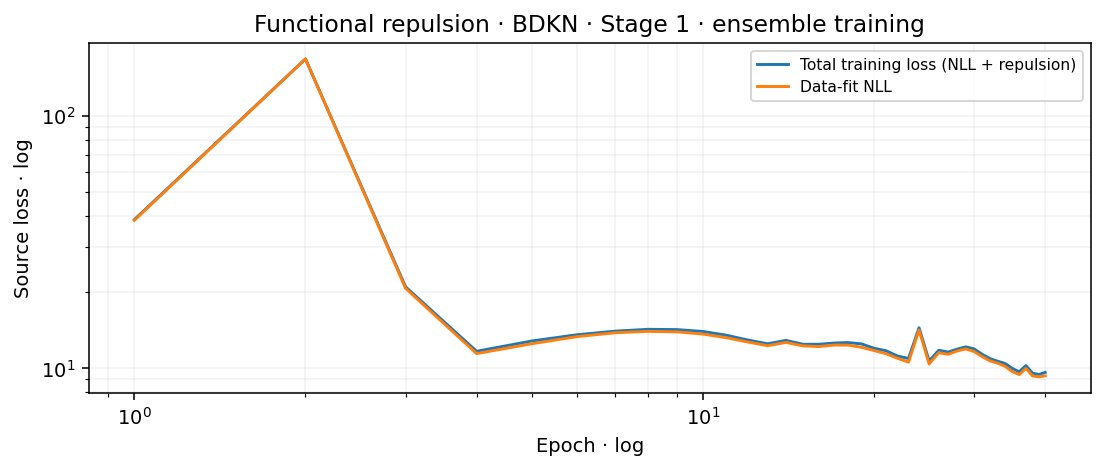 Functional repulsion · BDKN · Stage 1 · ensemble training
Total training loss (NLL + repulsion)
Data-fit NLL
Source loss · log
10²
10¹
10⁰
10¹
Epoch · log